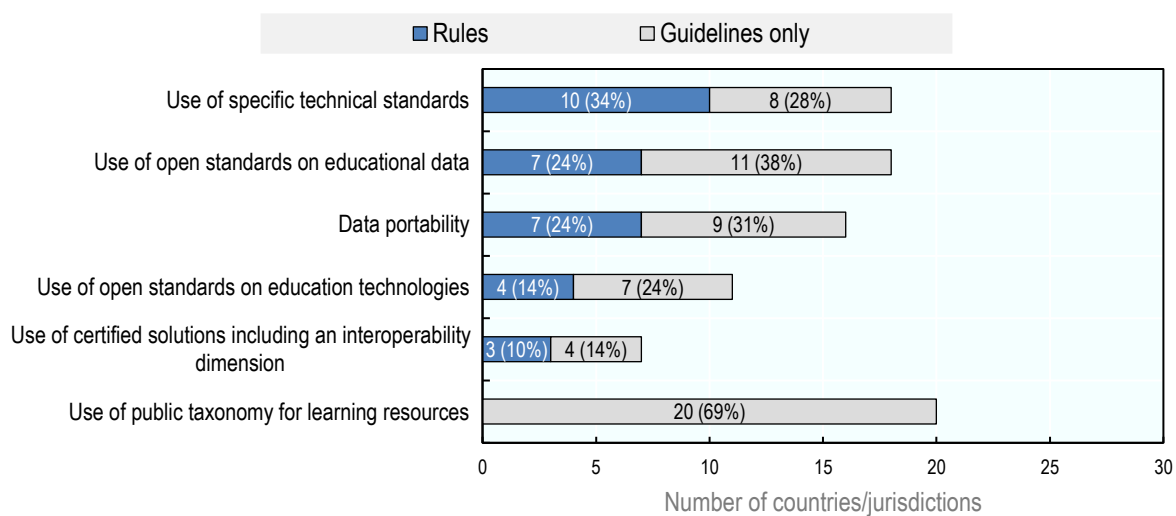 Rules Guidelines only
Use of specific technical standards 10 (34%) 8 (28%)
Use of open standards on educational data 7 (24%) 11 (38%)
Data portability 7 (24%) 9 (31%)
Use of open standards on education technologies 4 (14%) 7 (24%)
Use of certified solutions including an interoperability
dimension 3 (10%) 4 (14%)
Use of public taxonomy for learning resources 20 (69%)
0 5 10 15 20 25 30
Number of countries/jurisdictions